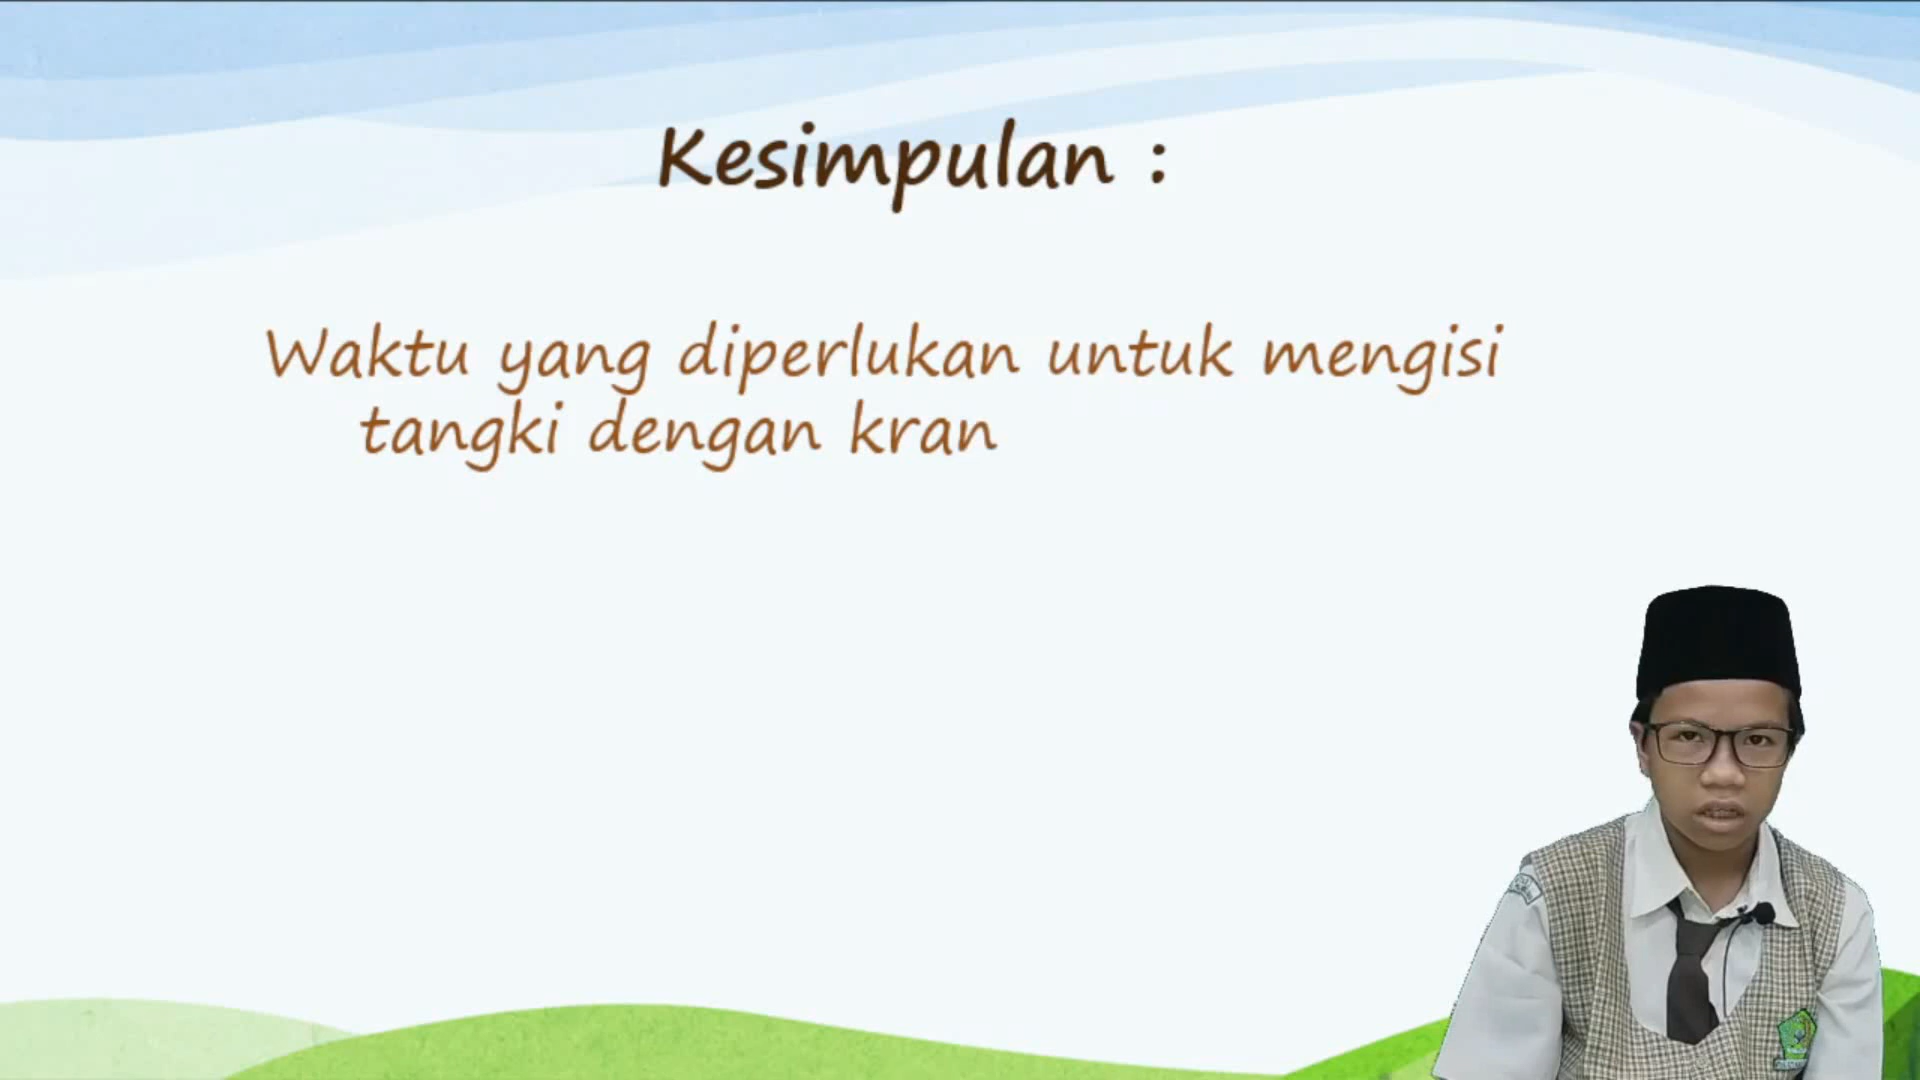 Kesimpulan :
Waktu yang diperlukan untuk mengisi
tangki dengan kran